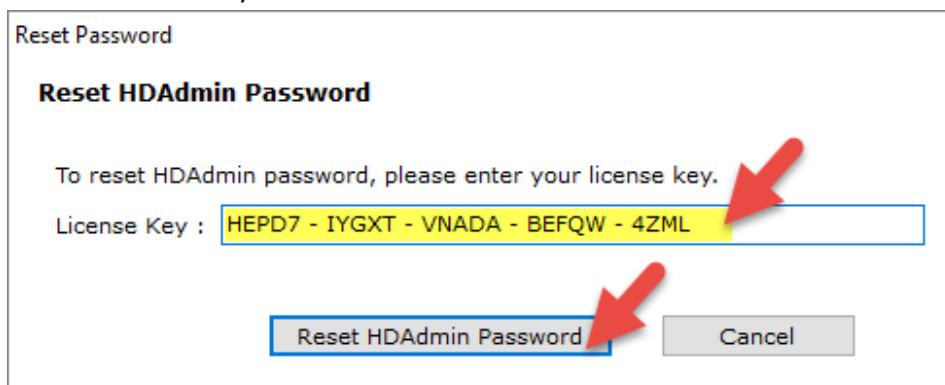 Reset Password
Reset HDAdmin Password
To reset HDAdmin password, please enter your license key.
License Key : HEPD7 - IYGXT - VNADA - BEFQW - 4ZML
Reset HDAdmin Password Cancel